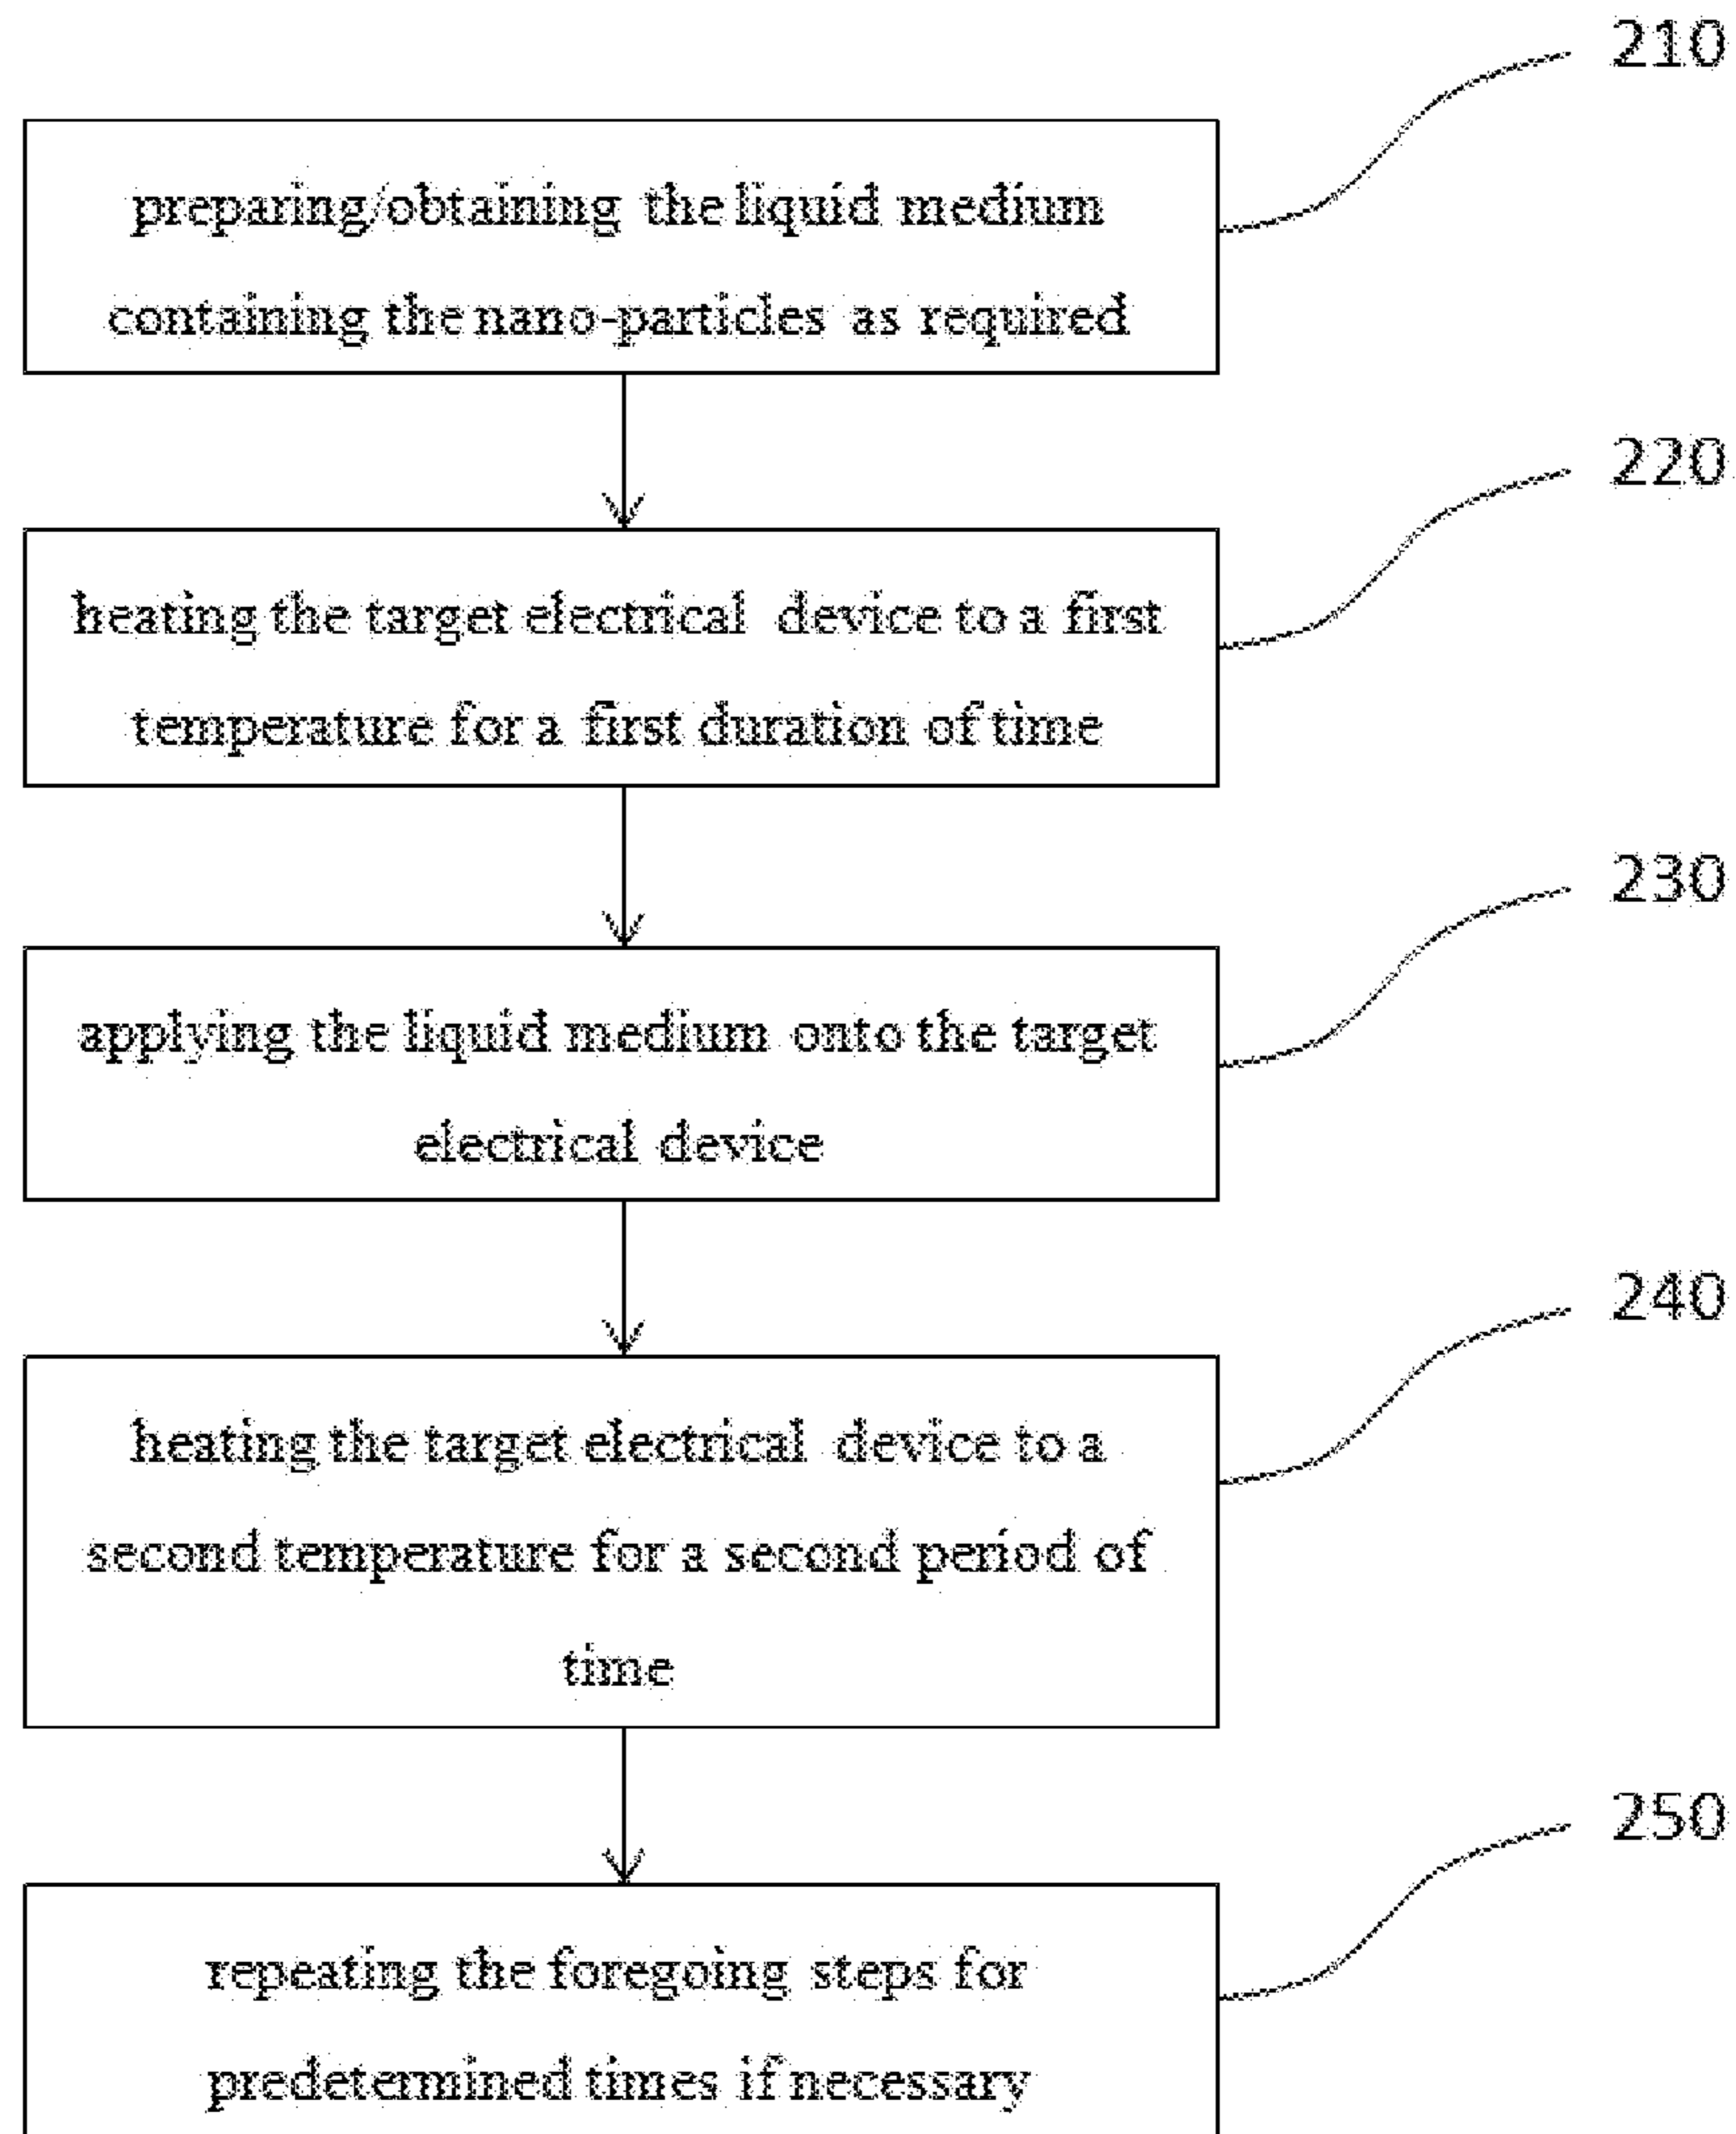 210
preparing/obtaining the liquid medium
containing the nano-particles as required
220
heating the target electrical device to a first
temperature for a first duration of time
230
applying the liquid medium onto the target
electrical device
240
heating the target electrical device to a
second temperature for a second period of
time
250
repeating the foregoing steps for
predetermined times if necessary